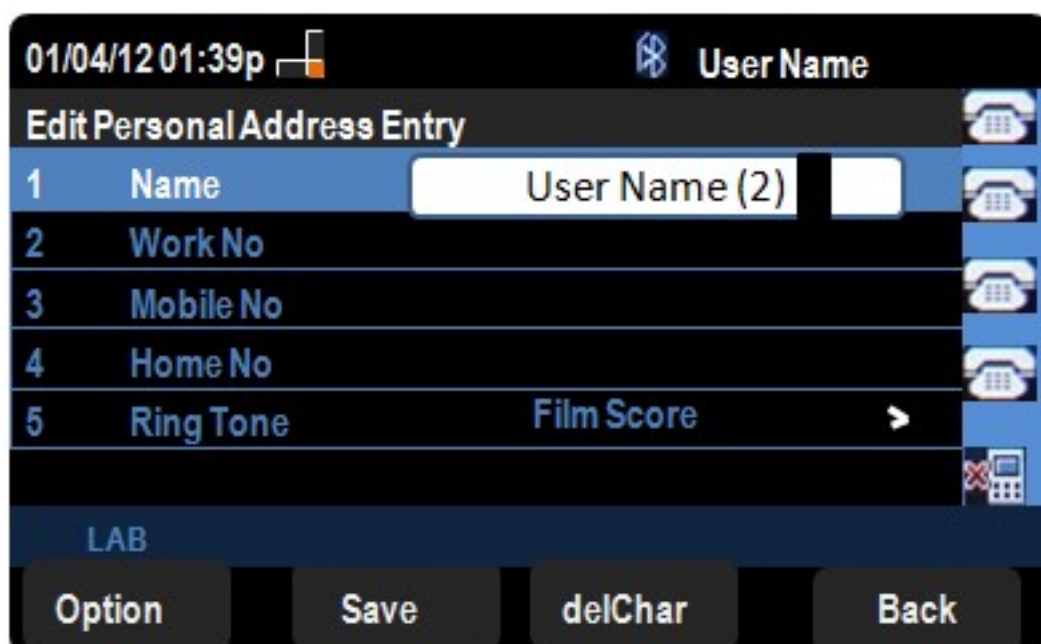 01/04/12 01:39p User Name
Edit Personal Address Entry
1 Name User Name (2)
2 Work No
3 Mobile No
4 Home No
5 Ring Tone Film Score >
LAB
Option Save delChar Back